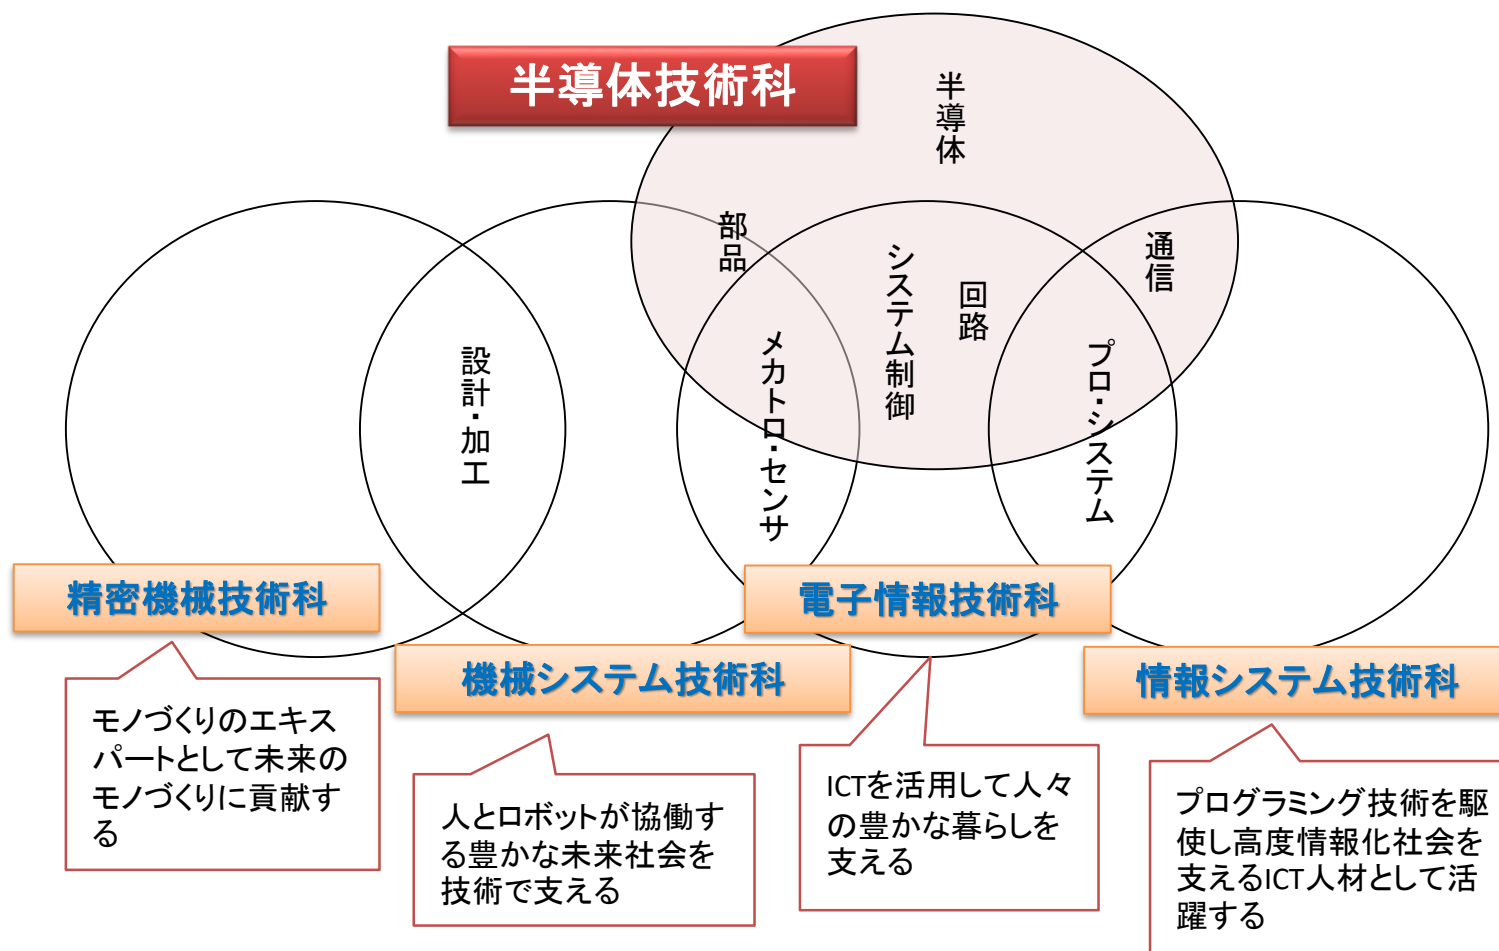 半導体技術科
半導体
部品
システム制御
回路
通信
設計・加工
メカトロ・センサ
プロ・システム
精密機械技術科
機械システム技術科
電子情報技術科
情報システム技術科
モノづくりのエキス
パートとして未来の
モノづくりに貢献す
る
人とロボットが協働す
る豊かな未来社会を
技術で支える
ICTを活用して人々
の豊かな暮らしを
支える
プログラミング技術を駆
使し高度情報化社会を
支えるICT人材として活
躍する